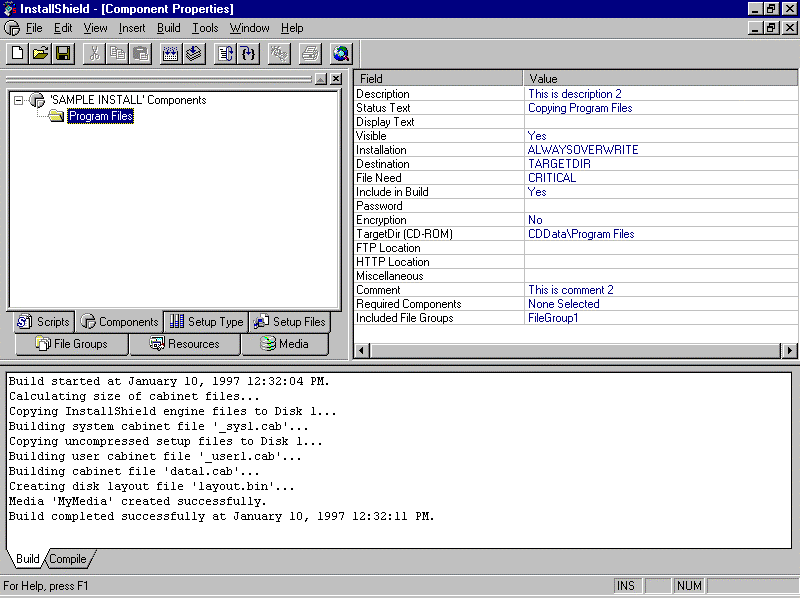 InstallShield - [Component Properties]
File Edit View Insert Build Tools Window Help
'SAMPLE INSTALL' Components
Program Files
Scripts Components Setup Type Setup Files
File Groups Resources Media
Field Value
Description This is description 2
Status Text Copying Program Files
Display Text
Visible Yes
Installation ALWAYSOVERWRITE
Destination TARGETDIR
File Need CRITICAL
Include in Build Yes
Password
Encryption No
TargetDir (CD-ROM) CDData\Program Files
FTP Location
HTTP Location
Miscellaneous
Comment This is comment 2
Required Components None Selected
Included File Groups FileGroup1
Build started at January 10, 1997 12:32:04 PM.
Calculating size of cabinet files...
Copying InstallShield engine files to Disk 1...
Building system cabinet file '_sys1.cab'...
Copying uncompressed setup files to Disk 1...
Building user cabinet file '_user1.cab'...
Building cabinet file 'data1.cab'...
Creating disk layout file 'layout.bin'...
Media 'MyMedia' created successfully.
Build completed successfully at January 10, 1997 12:32:11 PM.
Build Compile
For Help, press F1
INS NUM